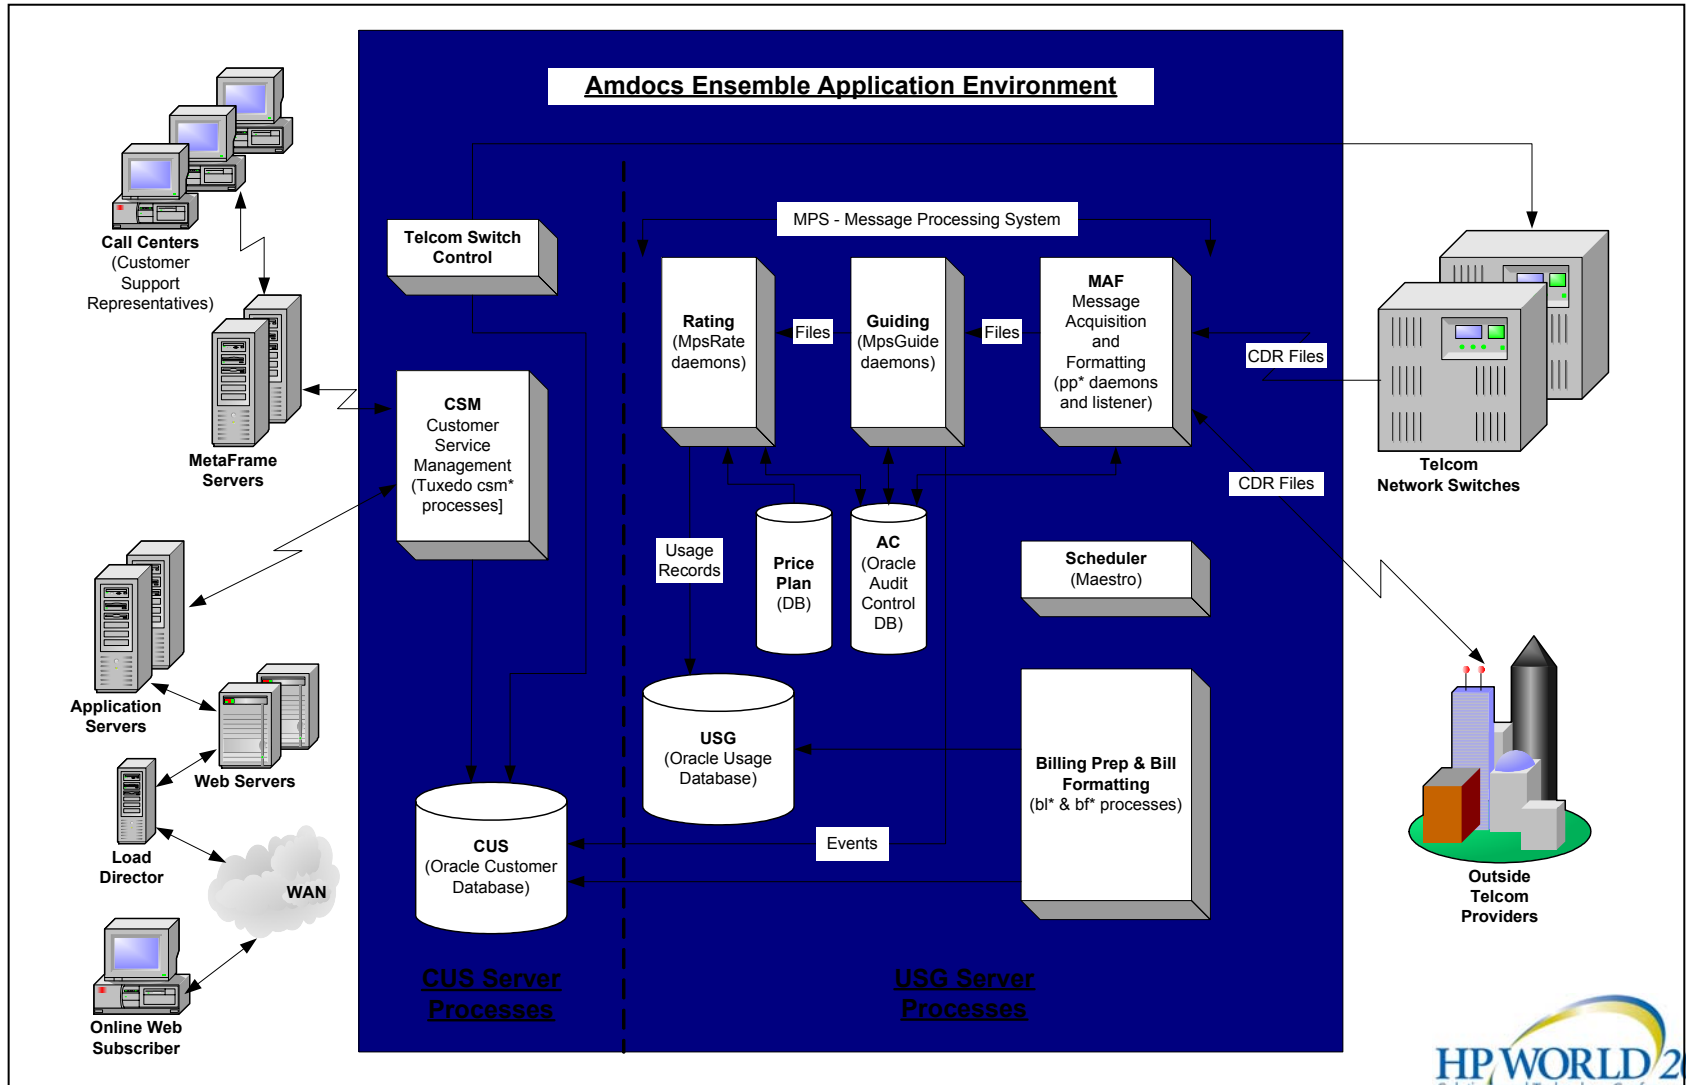 Amdocs Ensemble Application Environment
Call Centers
(Customer
Support
Representatives)
MetaFrame
Servers
Application
Servers
Web Servers
Load
Director
WAN
Online Web
Subscriber
Telcom Switch
Control
CSM
Customer
Service
Management
(Tuxedo csm*
processes]
CUS
(Oracle Customer
Database)
CUS Server
Processes
MPS - Message Processing System
Rating
(MpsRate
daemons)
Files
Guiding
(MpsGuide
daemons)
Files
MAF
Message
Acquisition
and
Formatting
(pp* daemons
and listener)
Usage
Records
Price
Plan
(DB)
AC
(Oracle
Audit
Control
DB)
Scheduler
(Maestro)
USG
(Oracle Usage
Database)
Billing Prep & Bill
Formatting
(bl* & bf* processes)
Events
USG Server
Processes
CDR Files
Telcom
Network Switches
CDR Files
Outside
Telcom
Providers
HP WORLD